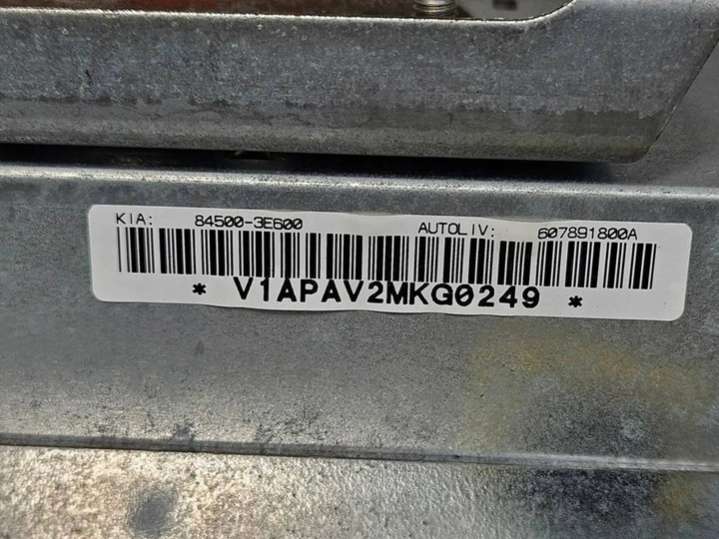 KIA: 84500-3E600 AUTOLIV: 607891800A
* V1APAV2MKG0249 *